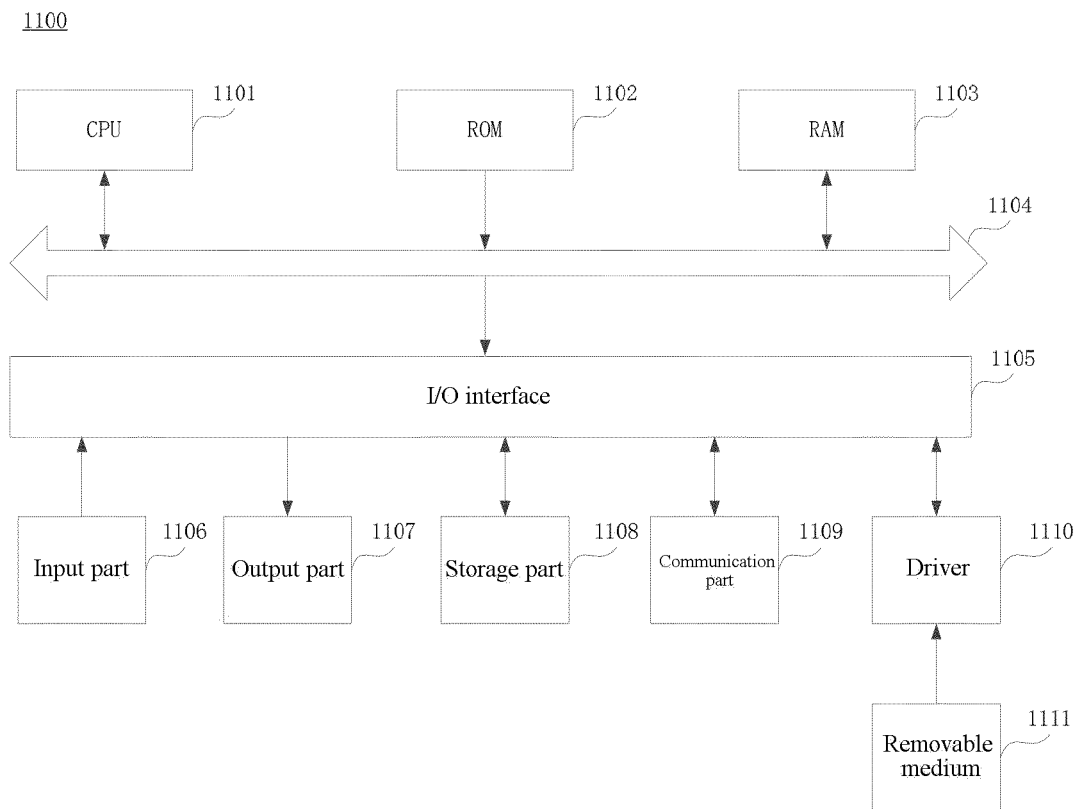 1100
1101
1102
1103
CPU
ROM
RAM
1104
1105
I/O interface
1106
1107
1108
1109
1110
Input part
Output part
Storage part
Communication
part
Driver
1111
Removable
medium